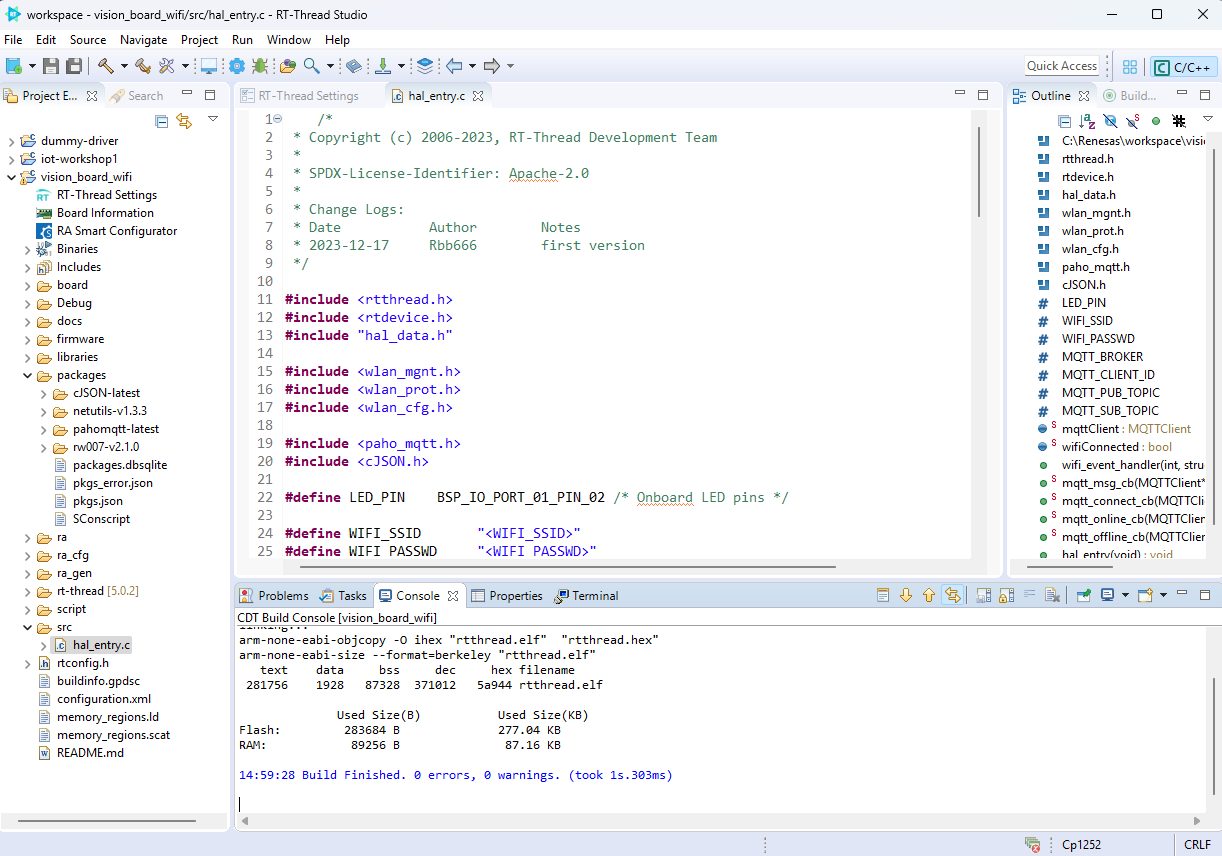 workspace - vision_board_wifi/src/hal_entry.c - RT-Thread Studio
File Edit Source Navigate Project Run Window Help
Quick Access
C/C++
Project E...
Search
dummy-driver
iot-workshop1
vision_board_wifi
RT-Thread Settings
Board Information
RA Smart Configurator
Binaries
Includes
board
Debug
docs
firmware
libraries
packages
cJSON-latest
netutils-v1.3.3
pahomqtt-latest
rw007-v2.1.0
packages.dbsqlite
pkgs_error.json
pkgs.json
SConscript
ra
ra_cfg
ra_gen
rt-thread [5.0.2]
script
src
hal_entry.c
rtconfig.h
buildinfo.gpdsc
configuration.xml
memory_regions.ld
memory_regions.scat
README.md
RT-Thread Settings
hal_entry.c
1 /*
2 * Copyright (c) 2006-2023, RT-Thread Development Team
3 *
4 * SPDX-License-Identifier: Apache-2.0
5 *
6 * Change Logs:
7 * Date Author Notes
8 * 2023-12-17 Rbb666 first version
9 */
10
11 #include <rtthread.h>
12 #include <rtdevice.h>
13 #include "hal_data.h"
14
15 #include <wlan_mgnt.h>
16 #include <wlan_prot.h>
17 #include <wlan_cfg.h>
18
19 #include <paho_mqtt.h>
20 #include <cJSON.h>
21
22 #define LED_PIN BSP_IO_PORT_01_PIN_02 /* Onboard LED pins */
23
24 #define WIFI_SSID "<WIFI_SSID>"
25 #define WIFI_PASSWD "<WIFI_PASSWD>"
Outline
Build...
C:\Renesas\workspace\visi
rtthread.h
rtdevice.h
hal_data.h
wlan_mgnt.h
wlan_prot.h
wlan_cfg.h
paho_mqtt.h
cJSON.h
LED_PIN
WIFI_SSID
WIFI_PASSWD
MQTT_BROKER
MQTT_CLIENT_ID
MQTT_PUB_TOPIC
MQTT_SUB_TOPIC
mqttClient : MQTTClient
wifiConnected : bool
wifi_event_handler(int, stru
mqtt_msg_cb(MQTTClient*
mqtt_connect_cb(MQTTCli
mqtt_online_cb(MQTTClien
mqtt_offline_cb(MQTTClien
hal_entry(void) : void
Problems
Tasks
Console
Properties
Terminal
CDT Build Console [vision_board_wifi]
linking...
arm-none-eabi-objcopy -O ihex "rtthread.elf" "rtthread.hex"
arm-none-eabi-size --format=berkeley "rtthread.elf"
text data bss dec hex filename
281756 1928 87328 371012 5a944 rtthread.elf
Used Size(B) Used Size(KB)
Flash: 283684 B 277.04 KB
RAM: 89256 B 87.16 KB
14:59:28 Build Finished. 0 errors, 0 warnings. (took 1s.303ms)
Cp1252
CRLF